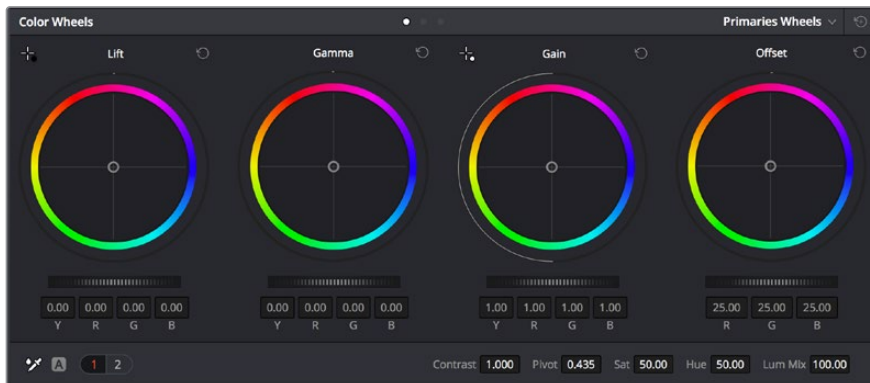 Color Wheels Primaries Wheels
Lift Gamma Gain Offset
0.00 0.00 0.00 0.00 0.00 0.00 0.00 0.00 1.00 1.00 1.00 1.00 25.00 25.00 25.00
Y R G B Y R G B Y R G B R G B
A 1 2 Contrast 1.000 Pivot 0.435 Sat 50.00 Hue 50.00 Lum Mix 100.00